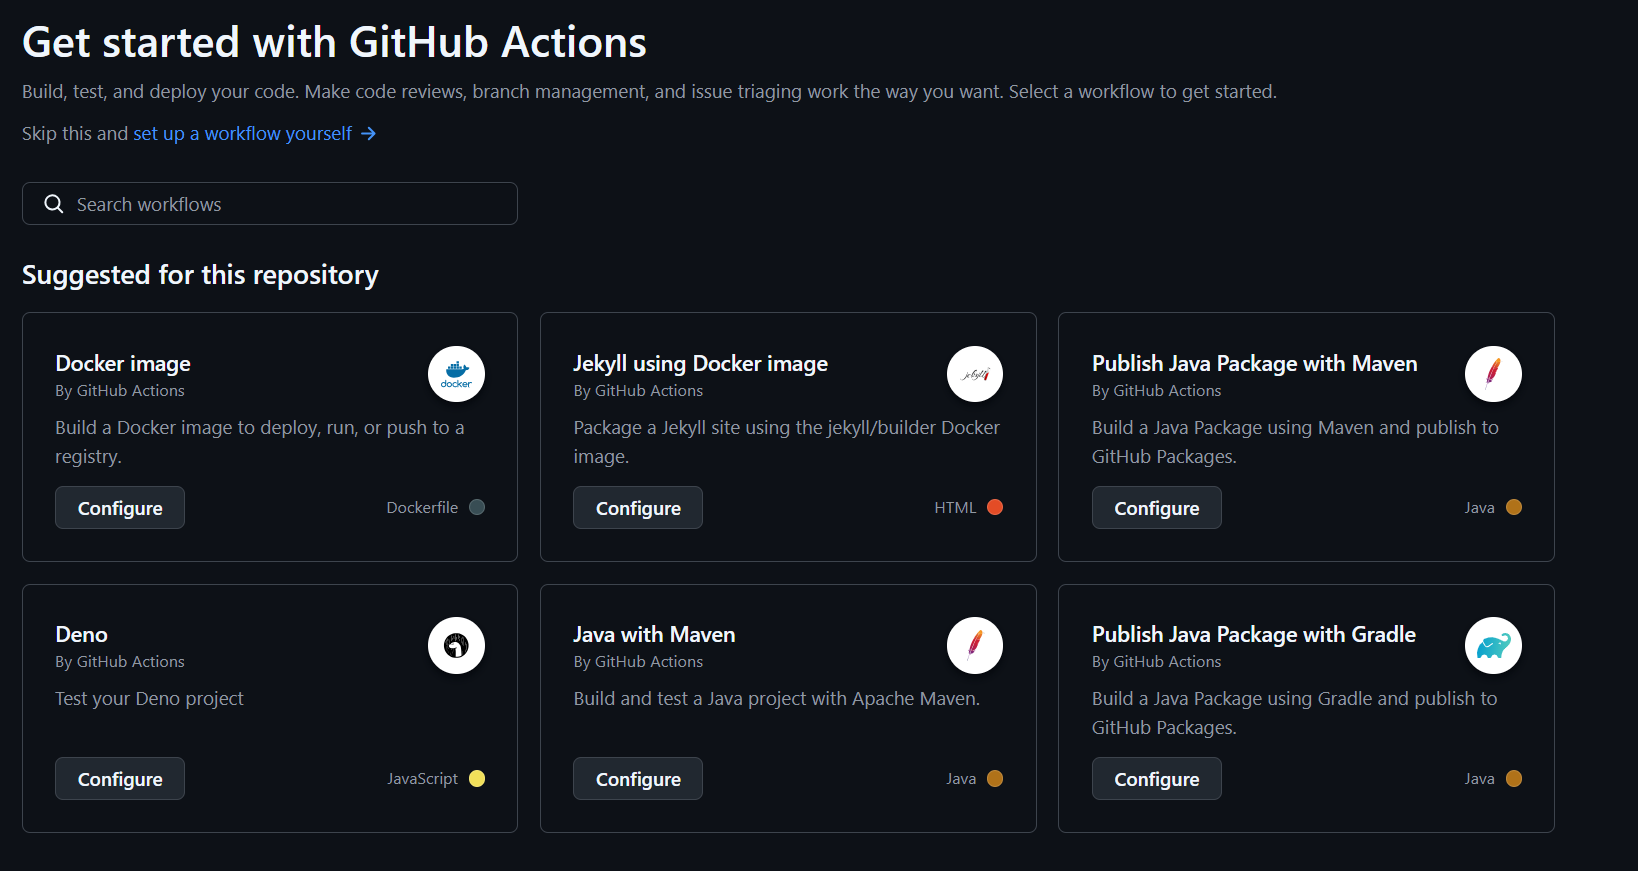 Get started with GitHub Actions
Build, test, and deploy your code. Make code reviews, branch management, and issue triaging work the way you want. Select a workflow to get started.
Skip this and set up a workflow yourself →
Search workflows
Suggested for this repository
Docker image
By GitHub Actions
docker
Build a Docker image to deploy, run, or push to a
registry.
Configure
Dockerfile
Jekyll using Docker image
By GitHub Actions
jekyll
Package a Jekyll site using the jekyll/builder Docker
image.
Configure
HTML
Publish Java Package with Maven
By GitHub Actions
Build a Java Package using Maven and publish to
GitHub Packages.
Configure
Java
Deno
By GitHub Actions
Test your Deno project
Configure
JavaScript
Java with Maven
By GitHub Actions
Build and test a Java project with Apache Maven.
Configure
Java
Publish Java Package with Gradle
By GitHub Actions
Build a Java Package using Gradle and publish to
GitHub Packages.
Configure
Java